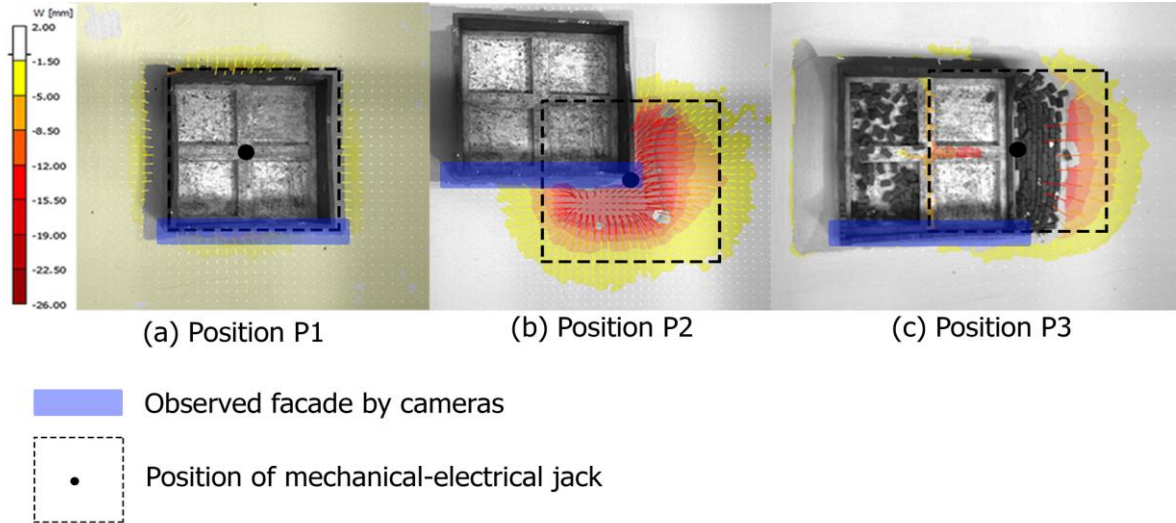 W [mm]
2.00
-1.50
-5.00
-8.50
-12.00
-15.50
-19.00
-22.50
-26.00
(a) Position P1
(b) Position P2
(c) Position P3
Observed facade by cameras
Position of mechanical-electrical jack